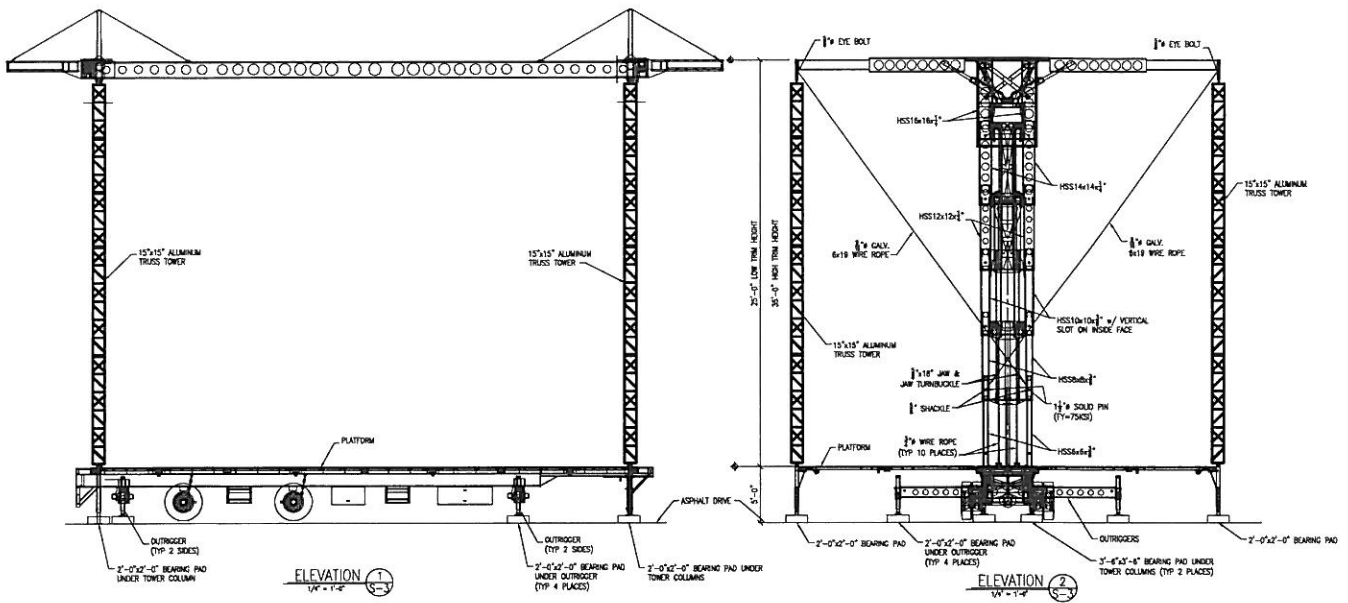 15"x15" ALUMINUM
TRUSS TOWER
15"x15" ALUMINUM
TRUSS TOWER
PLATFORM
ASPHALT DRIVE
OUTRIGGER
(TYP 2 SIDES)
2'-0"x2'-0" BEARING PAD
UNDER TOWER COLUMN
OUTRIGGER
(TYP 2 SIDES)
2'-0"x2'-0" BEARING PAD
UNDER OUTRIGGER
(TYP 4 PLACES)
2'-0"x2'-0" BEARING PAD UNDER
TOWER COLUMNS
ELEVATION 1
1/4" = 1'-0" S-3
EYE BOLT
EYE BOLT
25'-0" LOW TRIM HEIGHT
35'-0" HIGH TRIM HEIGHT
5'-0"
HSS14x14x
HSS12x12x
15"x15" ALUMINUM
TRUSS TOWER
GALV.
6x19 WIRE ROPE
GALV.
6x19 WIRE ROPE
HSS10x10x w/ VERTICAL
SLOT ON INSIDE FACE
15"x15" ALUMINUM
TRUSS TOWER
x18" JAW &
JAW TURNBUCKLE
SHACKLE
SOLID PIN
(FY=75KSI)
PLATFORM
WIRE ROPE
(TYP 10 PLACES)
2'-0"x2'-0" BEARING PAD
2'-0"x2'-0" BEARING PAD
UNDER OUTRIGGER
(TYP 4 PLACES)
OUTRIGGERS
3'-6"x3'-6" BEARING PAD UNDER
TOWER COLUMNS (TYP 2 PLACES)
2'-0"x2'-0" BEARING PAD
ELEVATION 2
1/4" = 1'-0" S-3